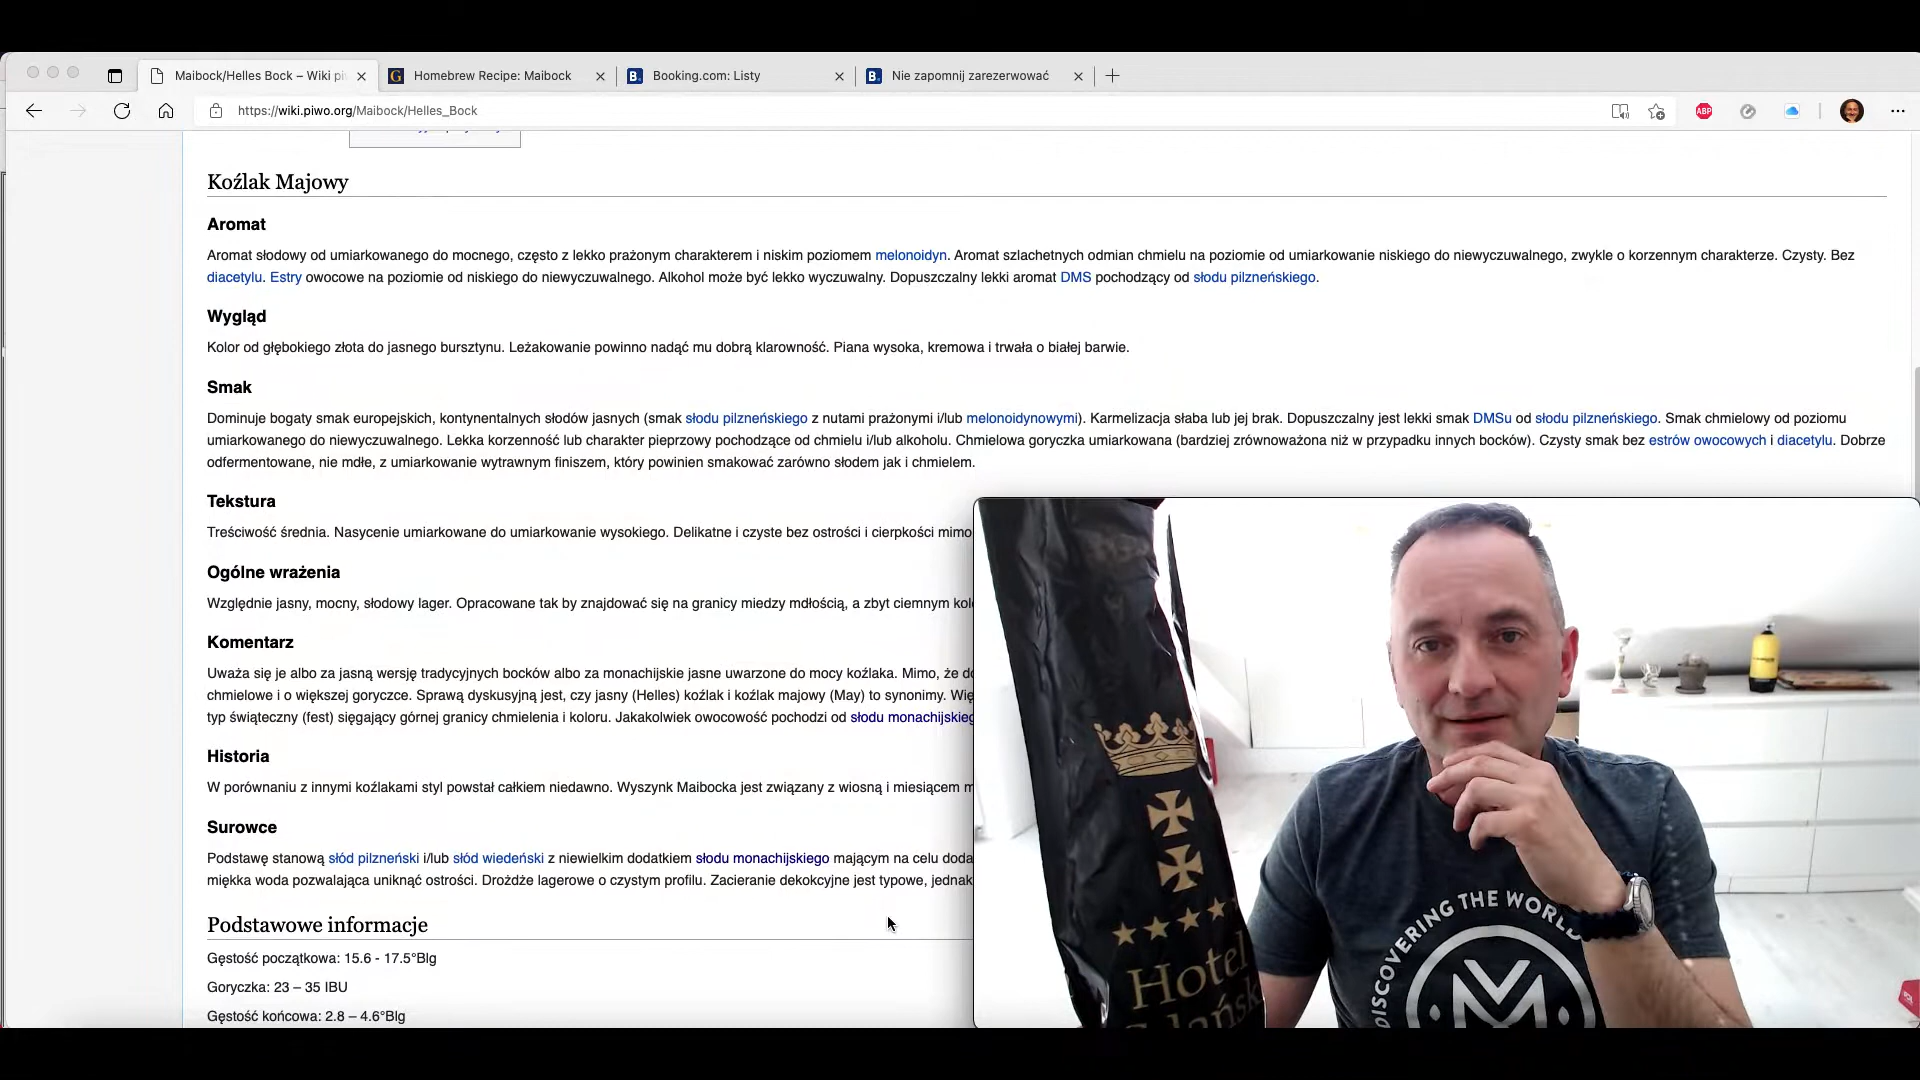 Maibock/Helles Bock – Wiki pi
Homebrew Recipe: Maibock
Booking.com: Listy
Nie zapomnij zarezerwować
https://wiki.piwo.org/Maibock/Helles_Bock
ABP
Koźlak Majowy
Aromat
Aromat słodowy od umiarkowanego do mocnego, często z lekko prażonym charakterem i niskim poziomem melonoidyn. Aromat szlachetnych odmian chmielu na poziomie od umiarkowanie niskiego do niewyczuwalnego, zwykle o korzennym charakterze. Czysty. Bez
diacetylu. Estry owocowe na poziomie od niskiego do niewyczuwalnego. Alkohol może być lekko wyczuwalny. Dopuszczalny lekki aromat DMS pochodzący od słodu pilzneńskiego.
Wygląd
Kolor od głębokiego złota do jasnego bursztynu. Leżakowanie powinno nadąć mu dobrą klarowność. Piana wysoka, kremowa i trwała o białej barwie.
Smak
Dominuje bogaty smak europejskich, kontynentalnych słodów jasnych (smak słodu pilzneńskiego z nutami prażonymi i/lub melonoidynowymi). Karmelizacja słaba lub jej brak. Dopuszczalny jest lekki smak DMSu od słodu pilzneńskiego. Smak chmielowy od poziomu
umiarkowanego do niewyczuwalnego. Lekka korzenność lub charakter pieprzowy pochodzące od chmielu i/lub alkoholu. Chmielowa goryczka umiarkowana (bardziej zrównoważona niż w przypadku innych bocków). Czysty smak bez estrów owocowych i diacetylu. Dobrze
odfermentowane, nie mdłe, z umiarkowanie wytrawnym finiszem, który powinien smakować zarówno słodem jak i chmielem.
Tekstura
Treściwość średnia. Nasycenie umiarkowane do umiarkowanie wysokiego. Delikatne i czyste bez ostrości i cierpkości mimo
Ogólne wrażenia
Względnie jasny, mocny, słodowy lager. Opracowane tak by znajdować się na granicy miedzy mdłością, a zbyt ciemnym kol
Komentarz
Uważa się je albo za jasną wersję tradycyjnych bocków albo za monachijskie jasne uwarzone do mocy koźlaka. Mimo, że do
chmielowe i o większej goryczce. Sprawą dyskusyjną jest, czy jasny (Helles) koźlak i koźlak majowy (May) to synonimy. Wię
typ świąteczny (fest) sięgający górnej granicy chmielenia i koloru. Jakakolwiek owocowość pochodzi od słodu monachijskieg
Historia
W porównaniu z innymi koźlakami styl powstał całkiem niedawno. Wyszynk Maibocka jest związany z wiosną i miesiącem m
Surowce
Podstawę stanową słód pilzneński i/lub słód wiedeński z niewielkim dodatkiem słodu monachijskiego mającym na celu doda
miękka woda pozwalająca uniknąć ostrości. Drożdże lagerowe o czystym profilu. Zacieranie dekokcyjne jest typowe, jednak
Podstawowe informacje
Gęstość początkowa: 15.6 - 17.5°Blg
Goryczka: 23 – 35 IBU
Gęstość końcowa: 2.8 – 4.6°Blg
Hotel
Gdańsk
DISCOVERING THE WORLD